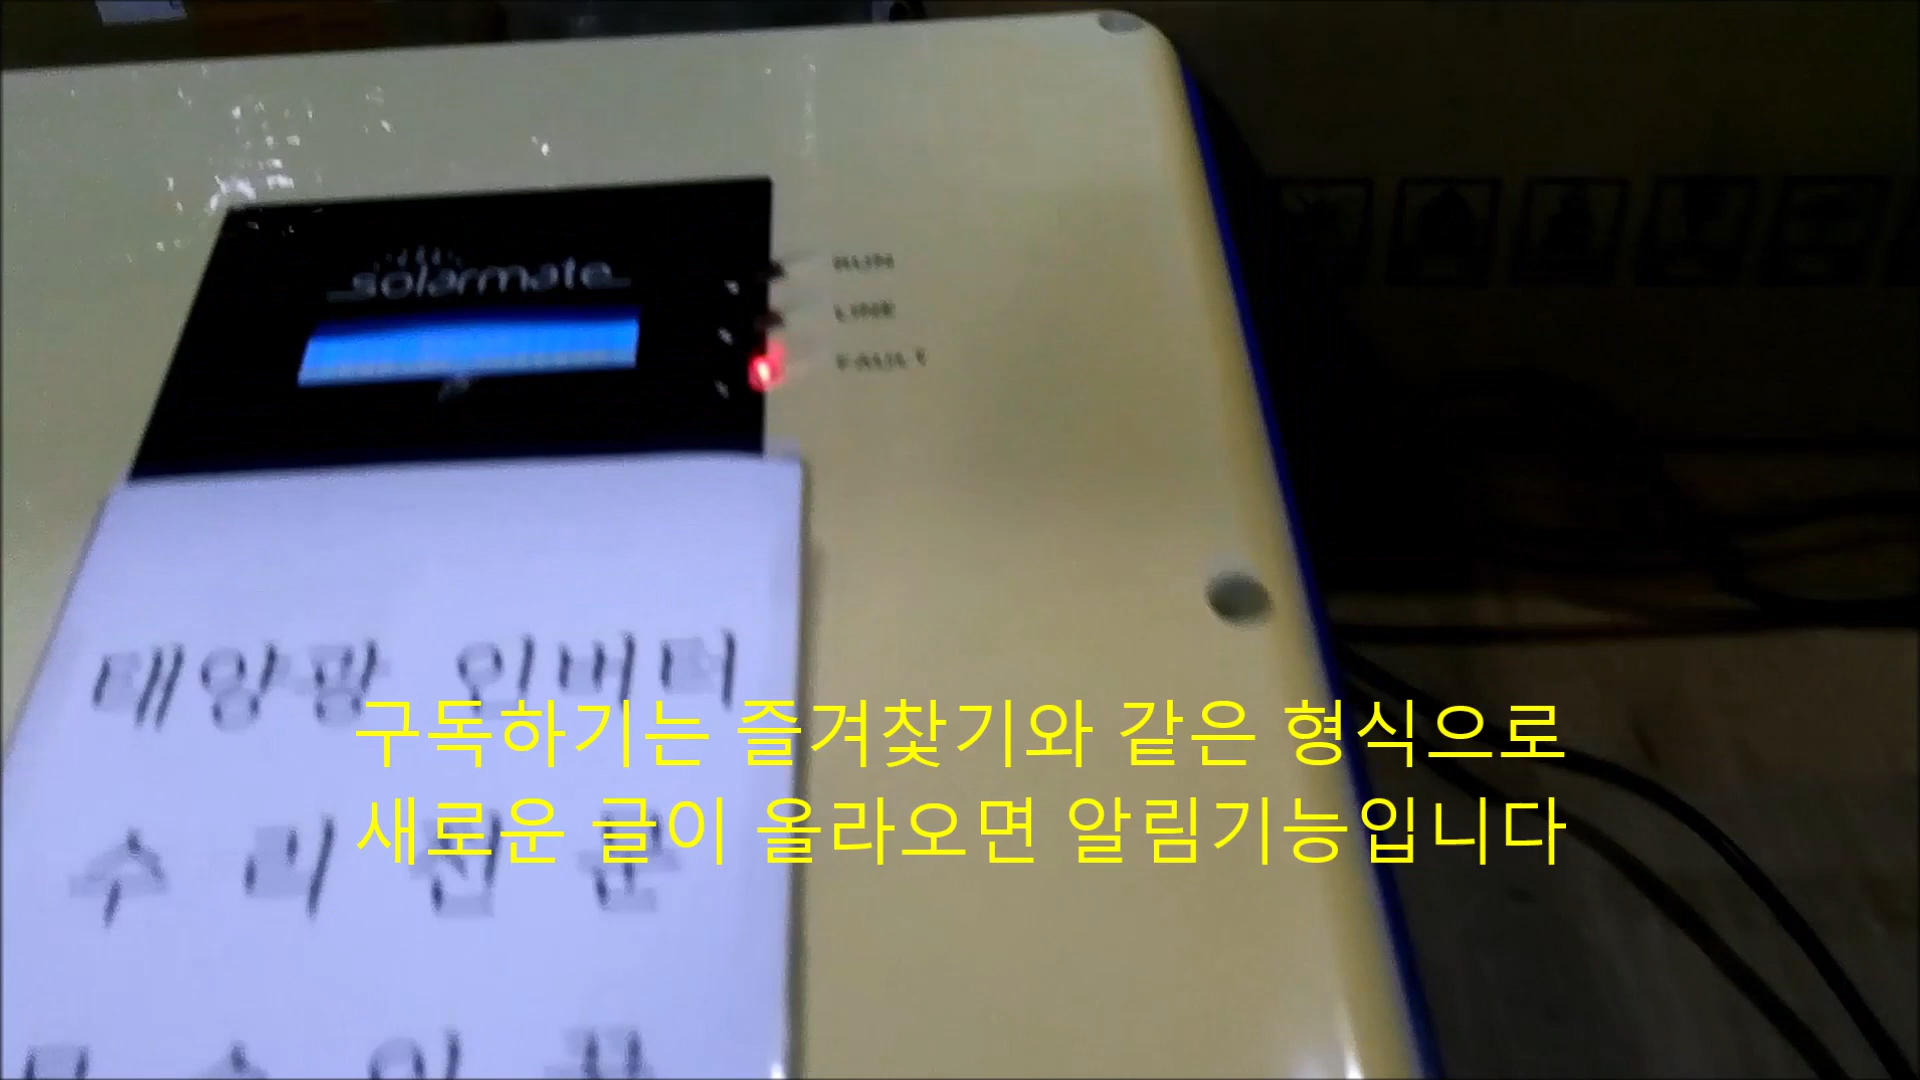 solarmate
RUN
LINE
FAULT
태양광 인버터
수리전문
구독하기는 즐겨찾기와 같은 형식으로
새로운 글이 올라오면 알림기능입니다